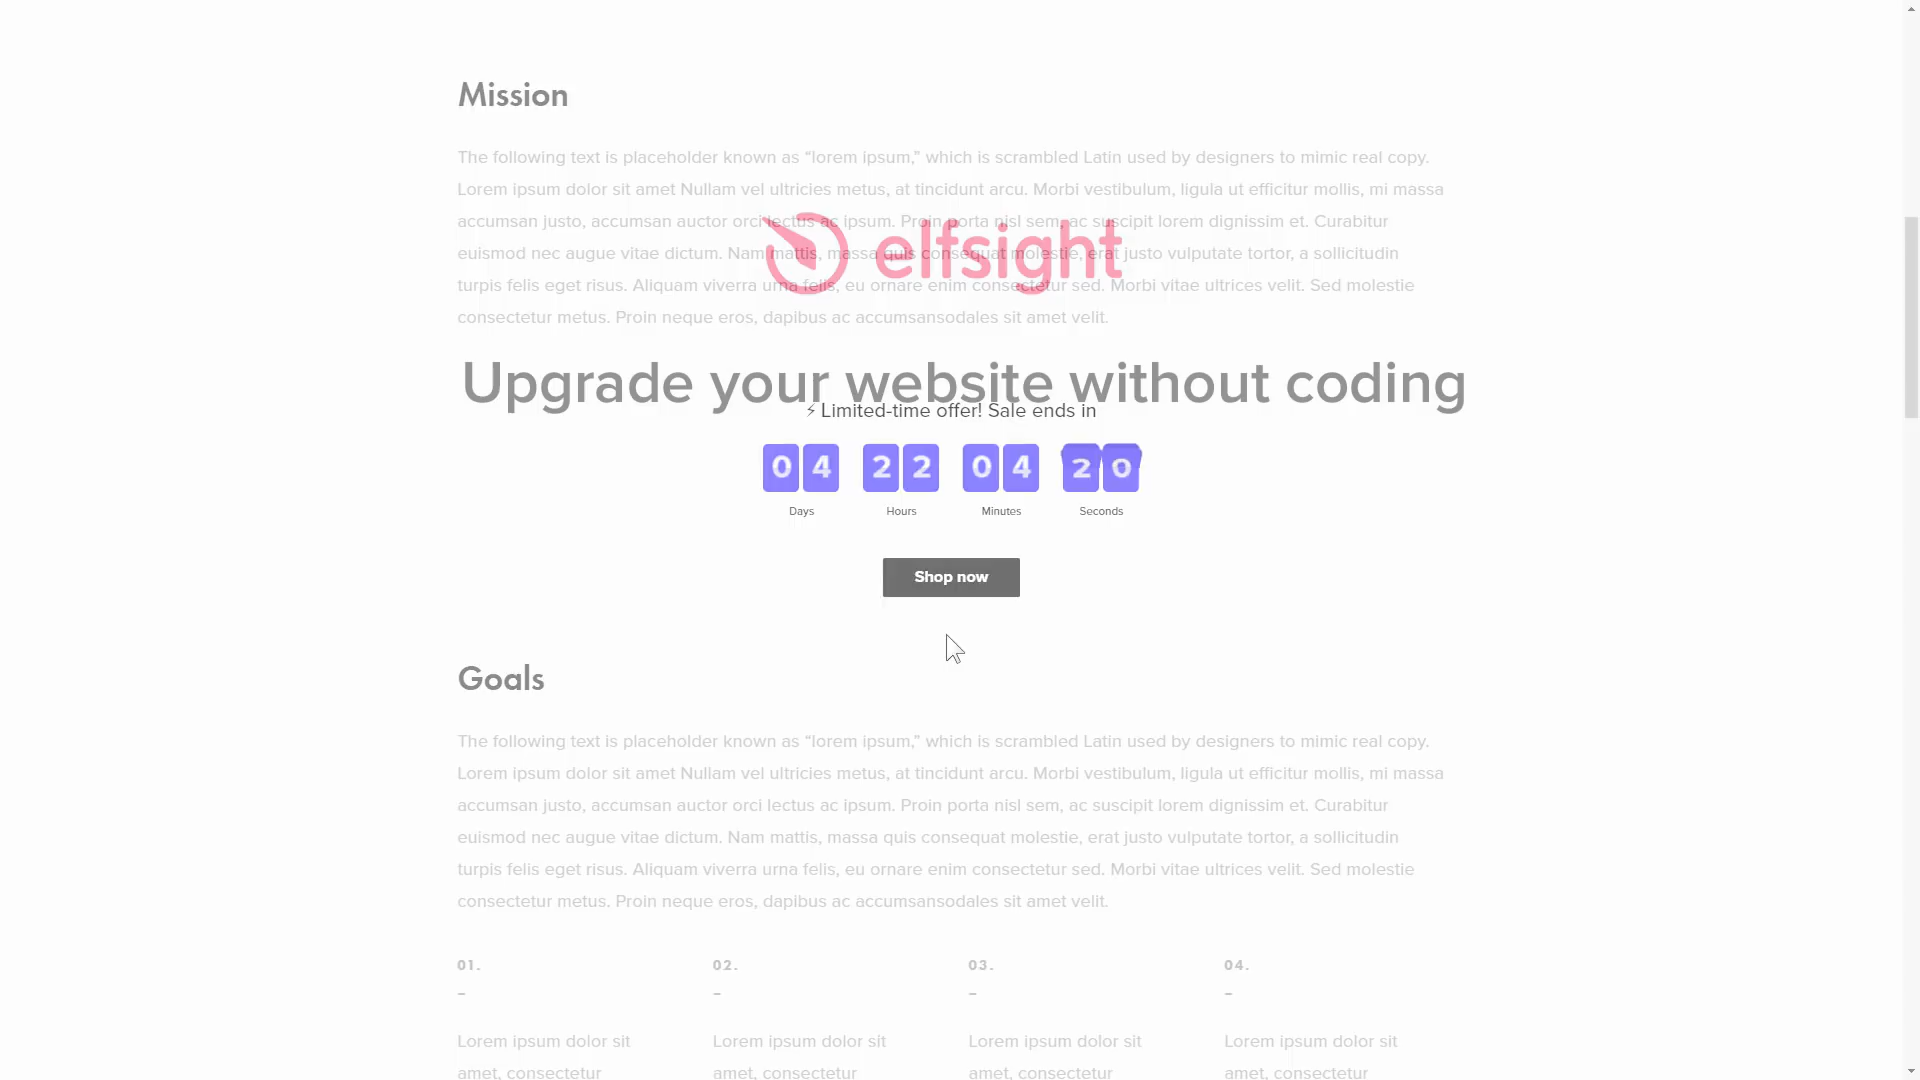 Mission
The following text is placeholder known as “lorem ipsum,” which is scrambled Latin used by designers to mimic real copy.
Lorem ipsum dolor sit amet Nullam vel ultricies metus, at tincidunt arcu. Morbi vestibulum, ligula ut efficitur mollis, mi massa
accumsan justo, accumsan auctor orci lectus ac ipsum. Proin porta nisl sem, ac suscipit lorem dignissim et. Curabitur
elfsight
euismod nec augue vitae dictum. Nam mattis, massa quis consequat molestie, erat justo vulputate tortor, a sollicitudin
turpis felis eget risus. Aliquam viverra urna felis, eu ornare enim consectetur sed. Morbi vitae ultrices velit. Sed molestie
consectetur metus. Proin neque eros, dapibus ac accumsansodales sit amet velit.
Upgrade your website without coding
⚡ Limited-time offer! Sale ends in
04 22 04 20
Days Hours Minutes Seconds
Shop now
Goals
The following text is placeholder known as “lorem ipsum,” which is scrambled Latin used by designers to mimic real copy.
Lorem ipsum dolor sit amet Nullam vel ultricies metus, at tincidunt arcu. Morbi vestibulum, ligula ut efficitur mollis, mi massa
accumsan justo, accumsan auctor orci lectus ac ipsum. Proin porta nisl sem, ac suscipit lorem dignissim et. Curabitur
euismod nec augue vitae dictum. Nam mattis, massa quis consequat molestie, erat justo vulputate tortor, a sollicitudin
turpis felis eget risus. Aliquam viverra urna felis, eu ornare enim consectetur sed. Morbi vitae ultrices velit. Sed molestie
consectetur metus. Proin neque eros, dapibus ac accumsansodales sit amet velit.
01. 02. 03. 04.
– – – –
Lorem ipsum dolor sit Lorem ipsum dolor sit Lorem ipsum dolor sit Lorem ipsum dolor sit
amet, consectetur amet, consectetur amet, consectetur amet, consectetur